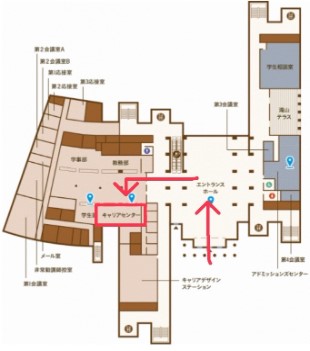 第2会議室A
第2会議室B
第1応接室
第2応接室
第3応接室
学生相談室
陽山
テラス
第3会議室
学事部
教務部
エントランス
ホール
学生部
キャリアセンター
メール室
非常勤講師控室
第1会議室
キャリアデザイン
ステーション
第4会議室
アドミッションズセンター